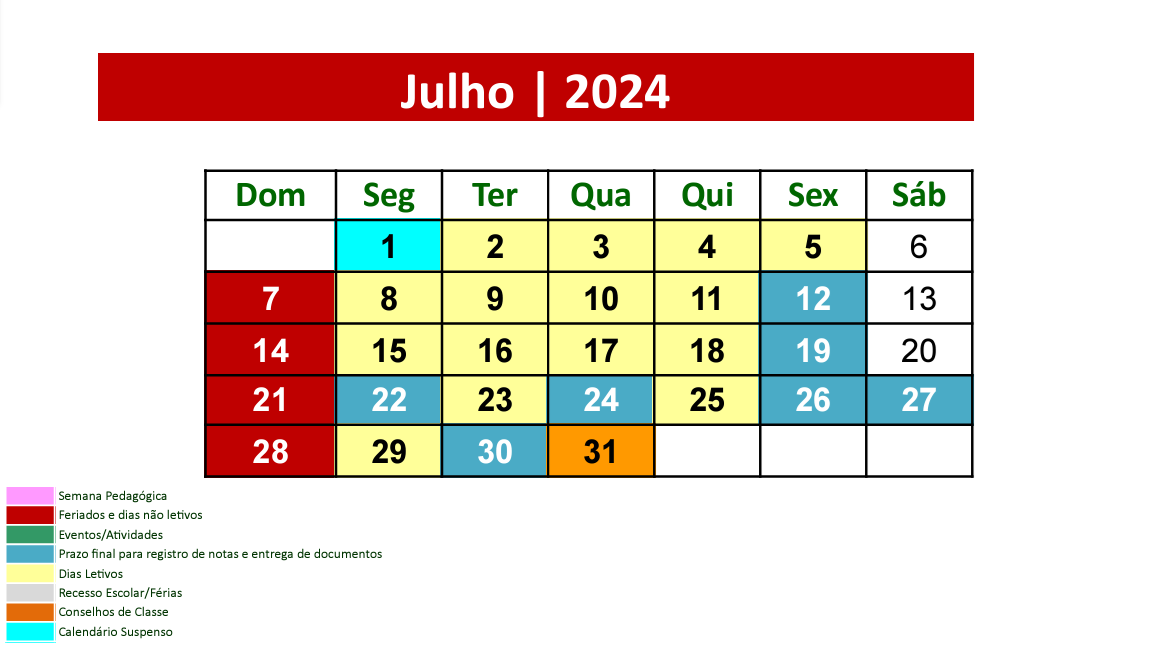 Julho | 2024
Dom Seg Ter Qua Qui Sex Sáb
1 2 3 4 5 6
7 8 9 10 11 12 13
14 15 16 17 18 19 20
21 22 23 24 25 26 27
28 29 30 31
Semana Pedagógica
Feriados e dias não letivos
Eventos/Atividades
Prazo final para registro de notas e entrega de documentos
Dias Letivos
Recesso Escolar/Férias
Conselhos de Classe
Calendário Suspenso